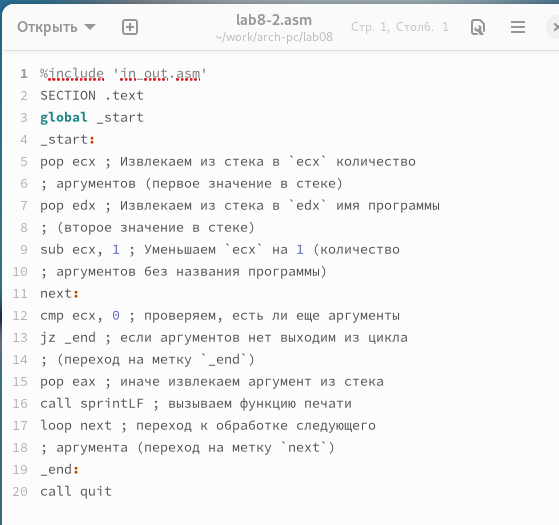 Открыть
lab8-2.asm
~/work/arch-pc/lab08
Стр. 1, Столб. 1
1 %include 'in_out.asm'
2 SECTION .text
3 global _start
4 _start:
5 pop ecx ; Извлекаем из стека в `ecx` количество
6 ; аргументов (первое значение в стеке)
7 pop edx ; Извлекаем из стека в `edx` имя программы
8 ; (второе значение в стеке)
9 sub ecx, 1 ; Уменьшаем `ecx` на 1 (количество
10 ; аргументов без названия программы)
11 next:
12 cmp ecx, 0 ; проверяем, есть ли еще аргументы
13 jz _end ; если аргументов нет выходим из цикла
14 ; (переход на метку `_end`)
15 pop eax ; иначе извлекаем аргумент из стека
16 call sprintLF ; вызываем функцию печати
17 loop next ; переход к обработке следующего
18 ; аргумента (переход на метку `next`)
19 _end:
20 call quit